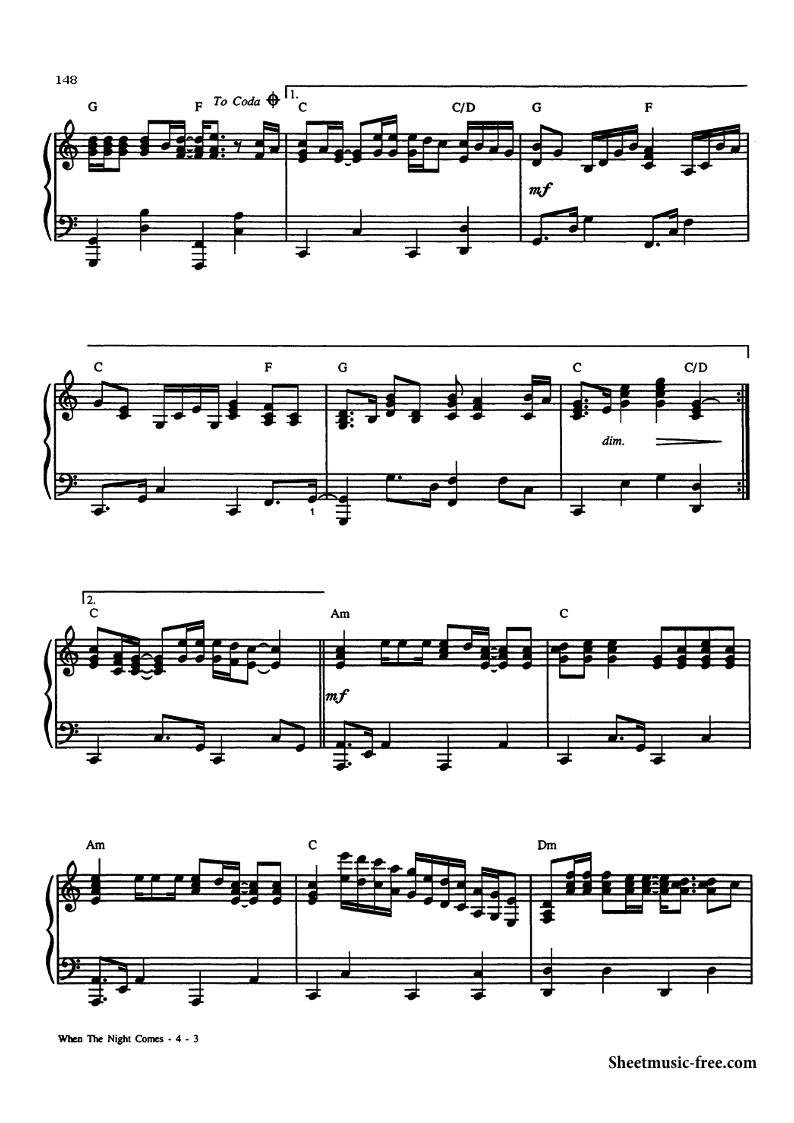 148
To Coda
1.
G F C C/D G F
mf
C F G C C/D
dim.
1
2.
C Am C
mf
Am C Dm
When The Night Comes - 4 - 3
Sheetmusic-free.com